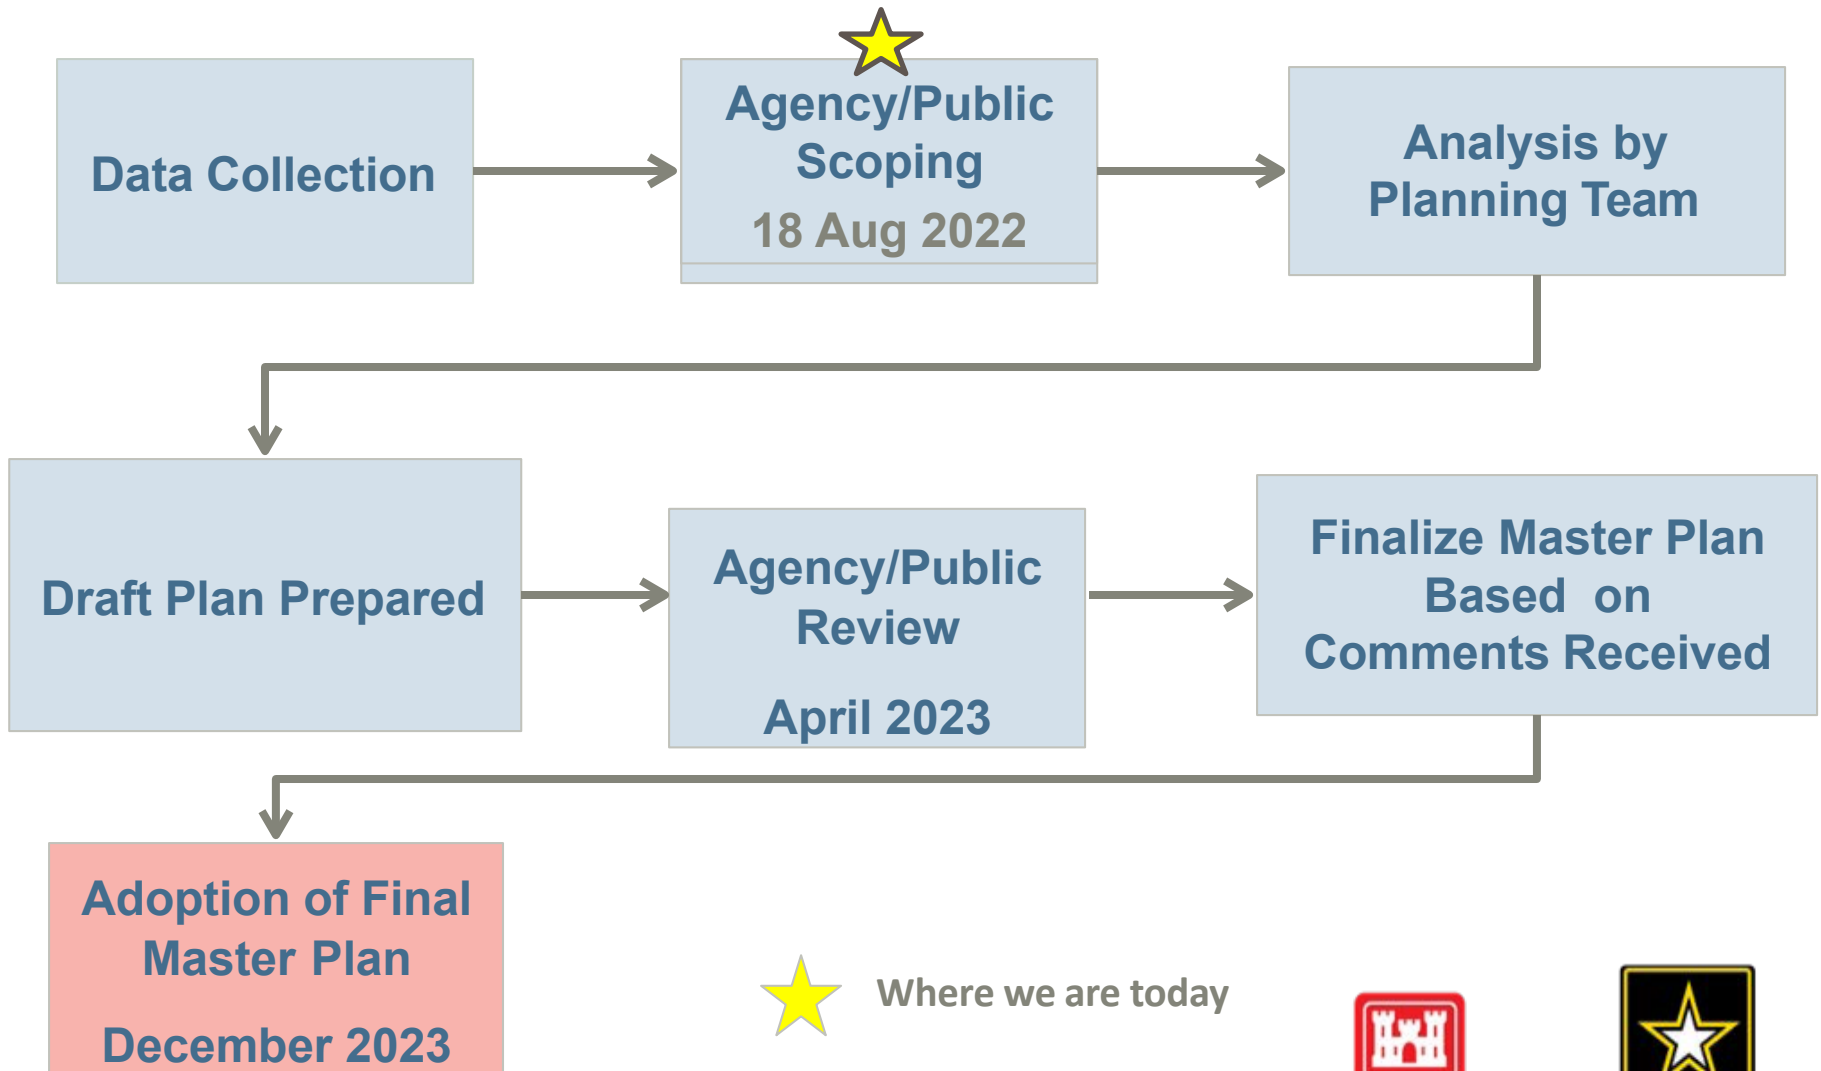 Agency/Public
Scoping
18 Aug 2022
Data Collection
Analysis by
Planning Team
Draft Plan Prepared
Agency/Public
Review
April 2023
Finalize Master Plan
Based  on
Comments Received
Adoption of Final
Master Plan
December 2023
Where we are today